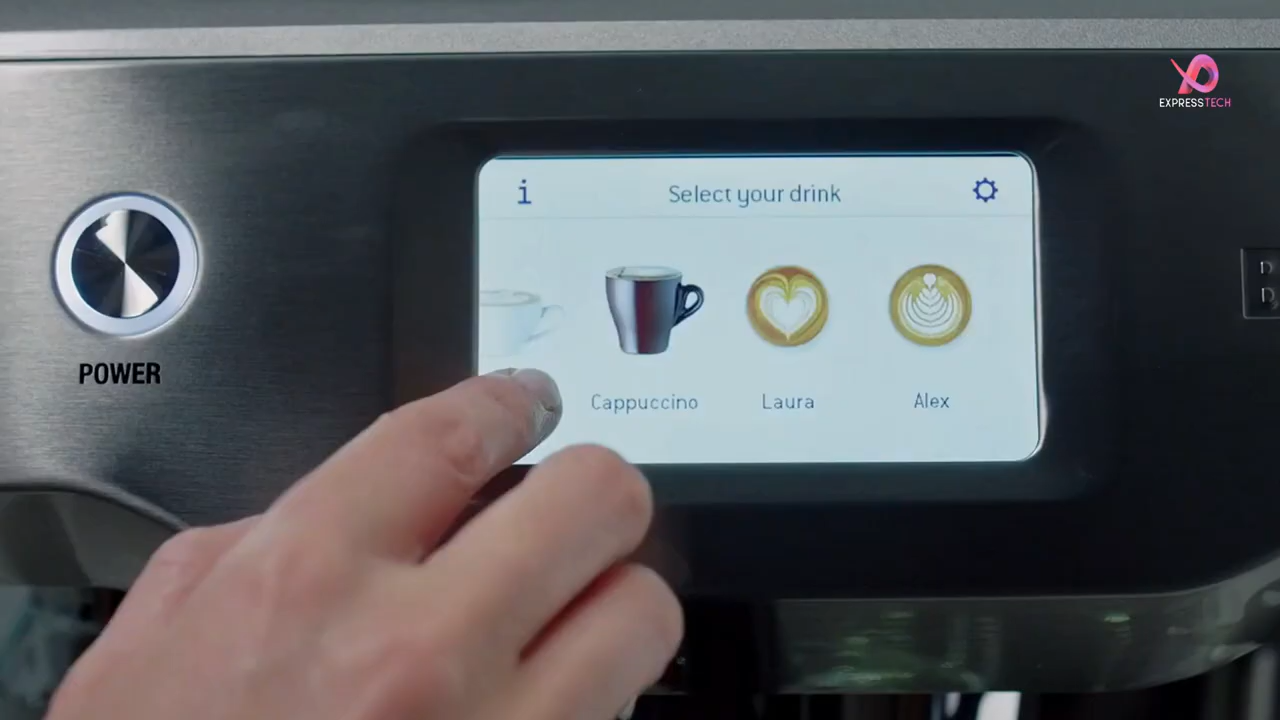 EXPRESSTECH
i
Select your drink
POWER
Cappuccino
Laura
Alex